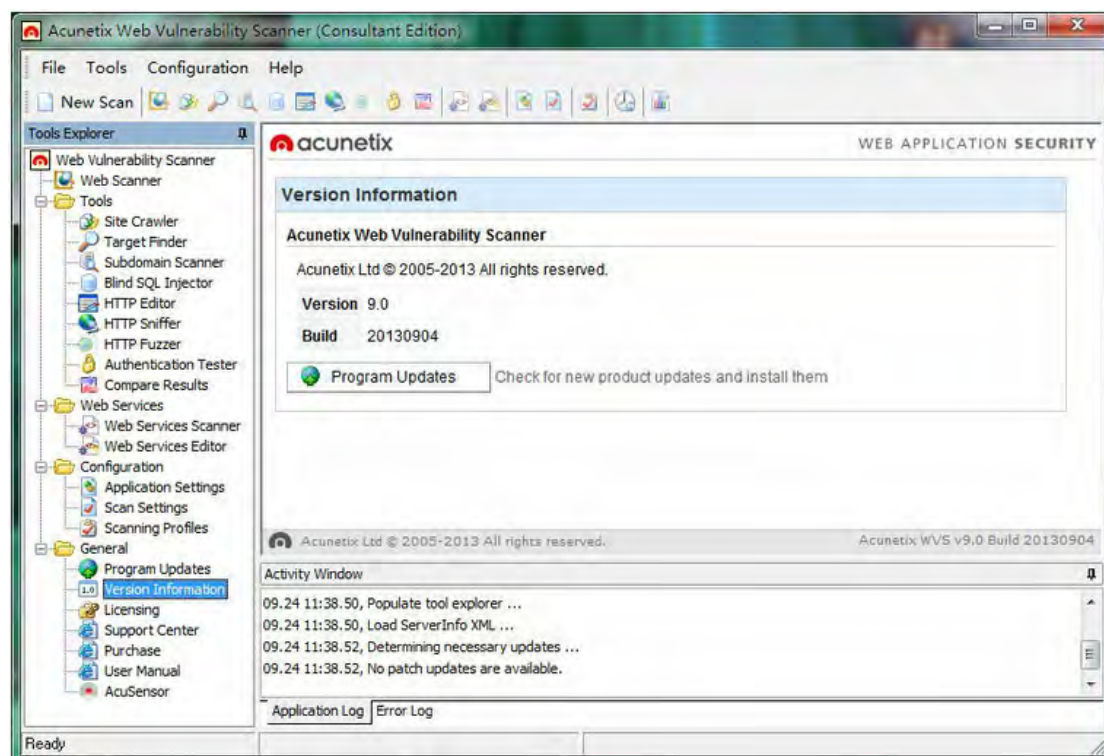 Acunetix Web Vulnerability Scanner (Consultant Edition)
File Tools Configuration Help
New Scan
Tools Explorer
Web Vulnerability Scanner
Web Scanner
Tools
Site Crawler
Target Finder
Subdomain Scanner
Blind SQL Injector
HTTP Editor
HTTP Sniffer
HTTP Fuzzer
Authentication Tester
Compare Results
Web Services
Web Services Scanner
Web Services Editor
Configuration
Application Settings
Scan Settings
Scanning Profiles
General
Program Updates
1.0 Version Information
Licensing
Support Center
Purchase
User Manual
AcuSensor
acunetix
WEB APPLICATION SECURITY
Version Information
Acunetix Web Vulnerability Scanner
Acunetix Ltd © 2005-2013 All rights reserved.
Version 9.0
Build 20130904
Program Updates Check for new product updates and install them
Acunetix Ltd © 2005-2013 All rights reserved. Acunetix WVS v9.0 Build 20130904
Activity Window
09.24 11:38.50, Populate tool explorer ...
09.24 11:38.50, Load ServerInfo XML ...
09.24 11:38.52, Determining necessary updates ...
09.24 11:38.52, No patch updates are available.
Application Log Error Log
Ready